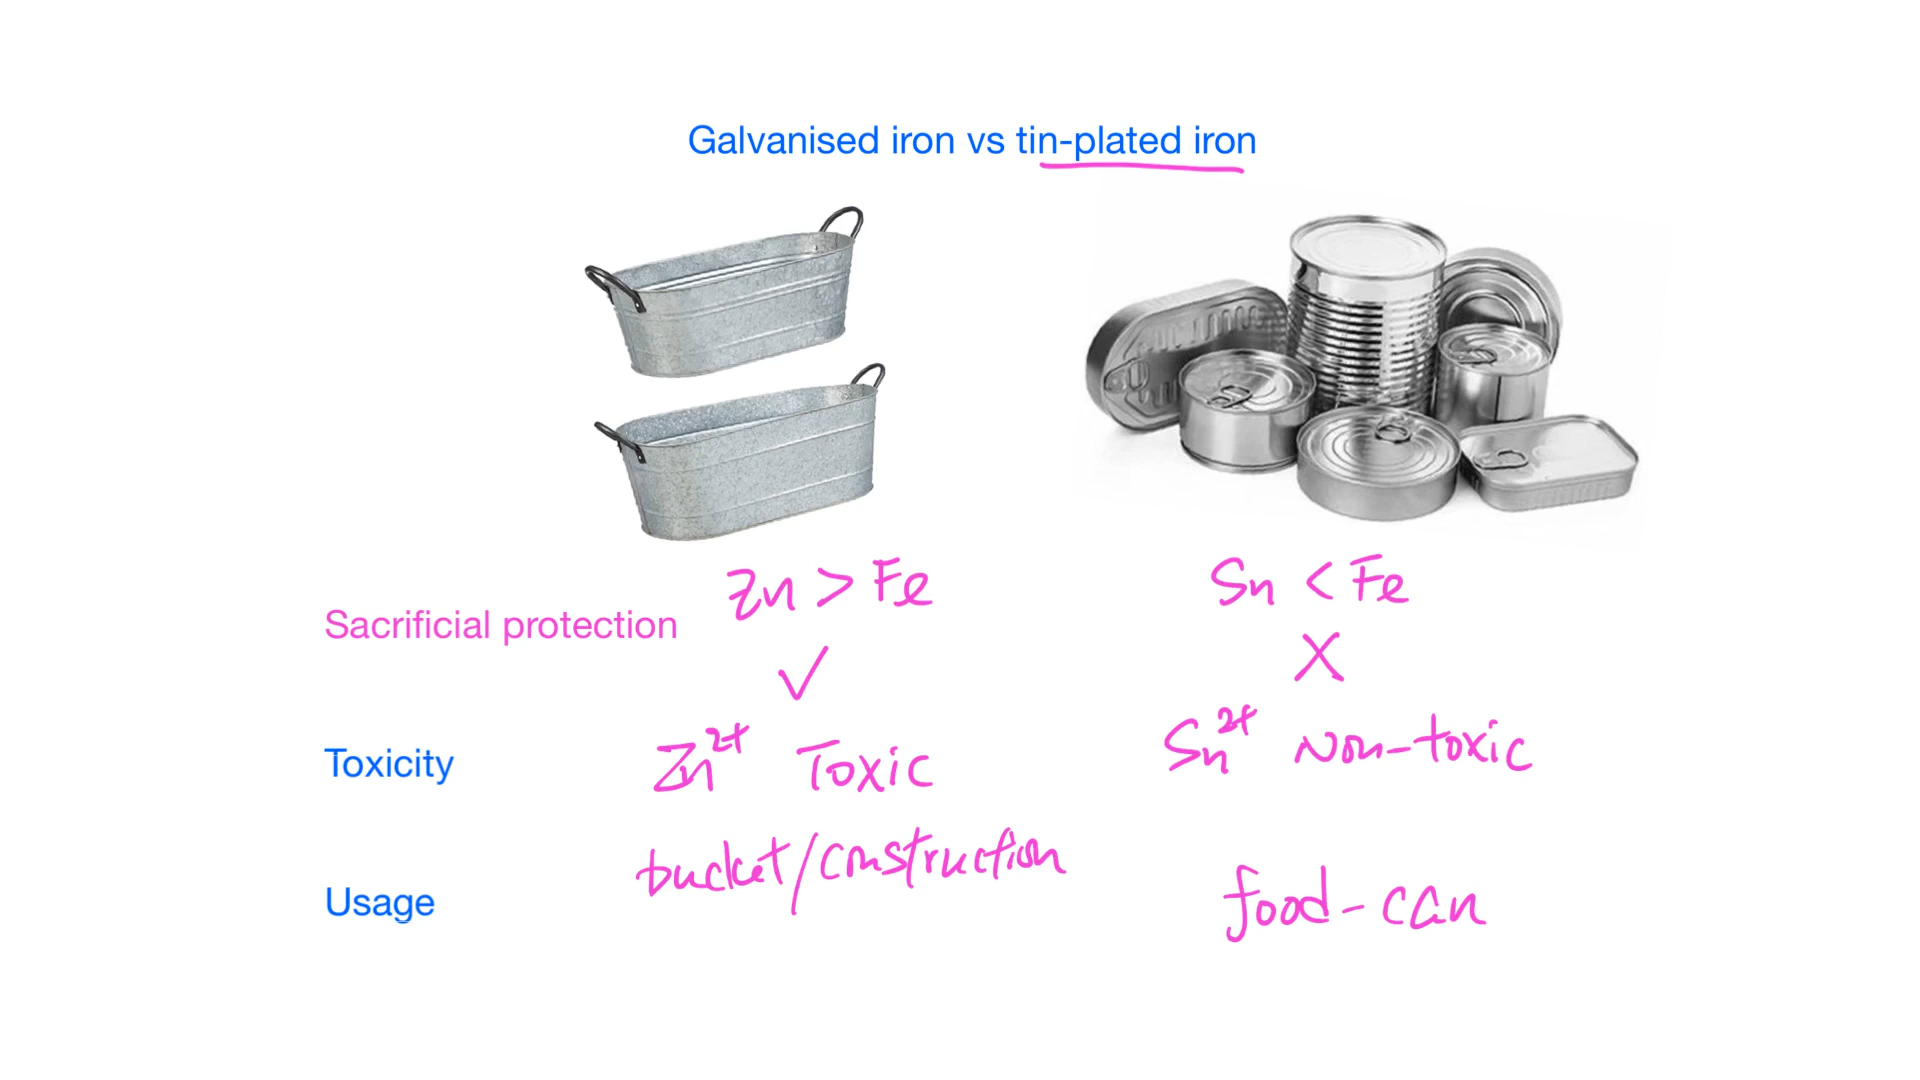 Galvanised iron vs tin-plated iron
Zn > Fe
Sn < Fe
Sacrificial protection
✓
X
Toxicity
Zn²⁺ Toxic
Sn²⁺ Non-toxic
Usage
bucket/construction
food-can